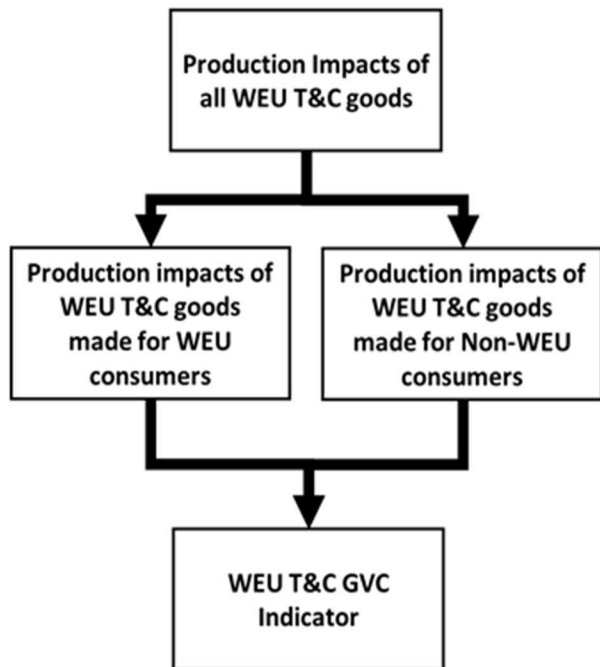 Production Impacts of
all WEU T&C goods
Production impacts of
WEU T&C goods
made for WEU
consumers
Production impacts of
WEU T&C goods
made for Non-WEU
consumers
WEU T&C GVC
Indicator